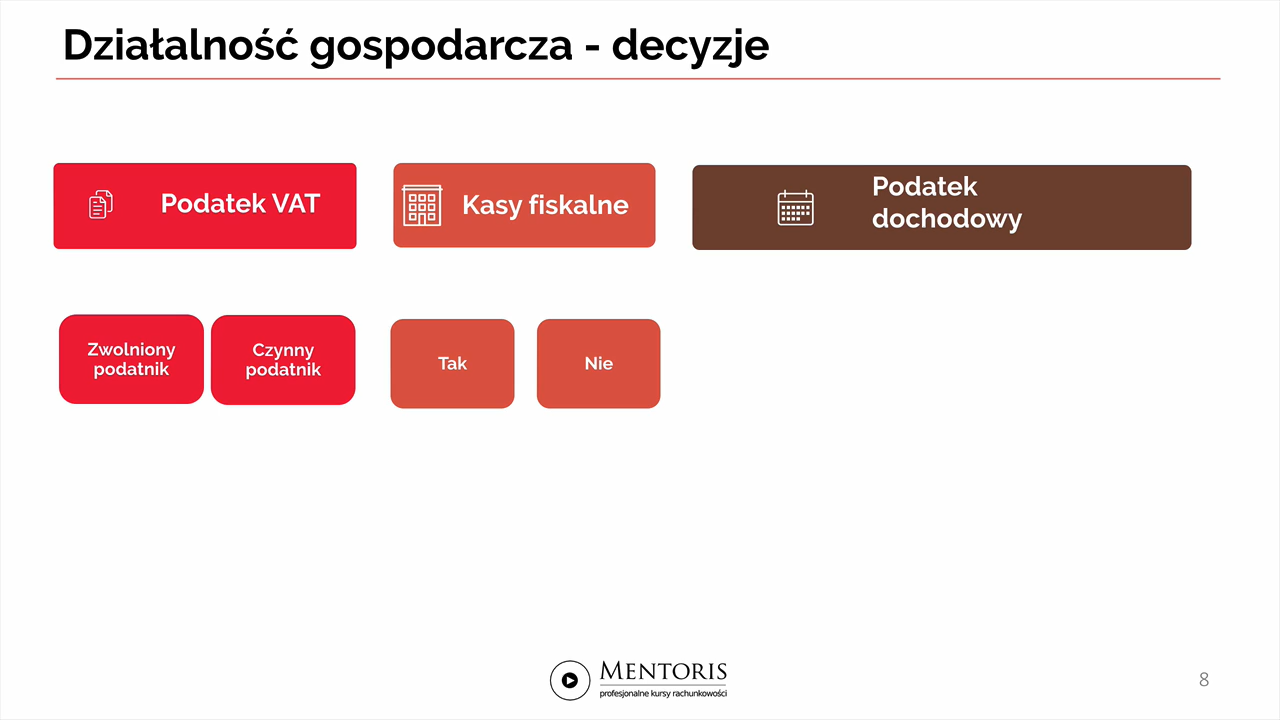 Działalność gospodarcza - decyzje
Podatek VAT
Kasy fiskalne
Podatek
dochodowy
Zwolniony
podatnik
Czynny
podatnik
Tak
Nie
MENTORIS
profesjonalne kursy rachunkowości
8